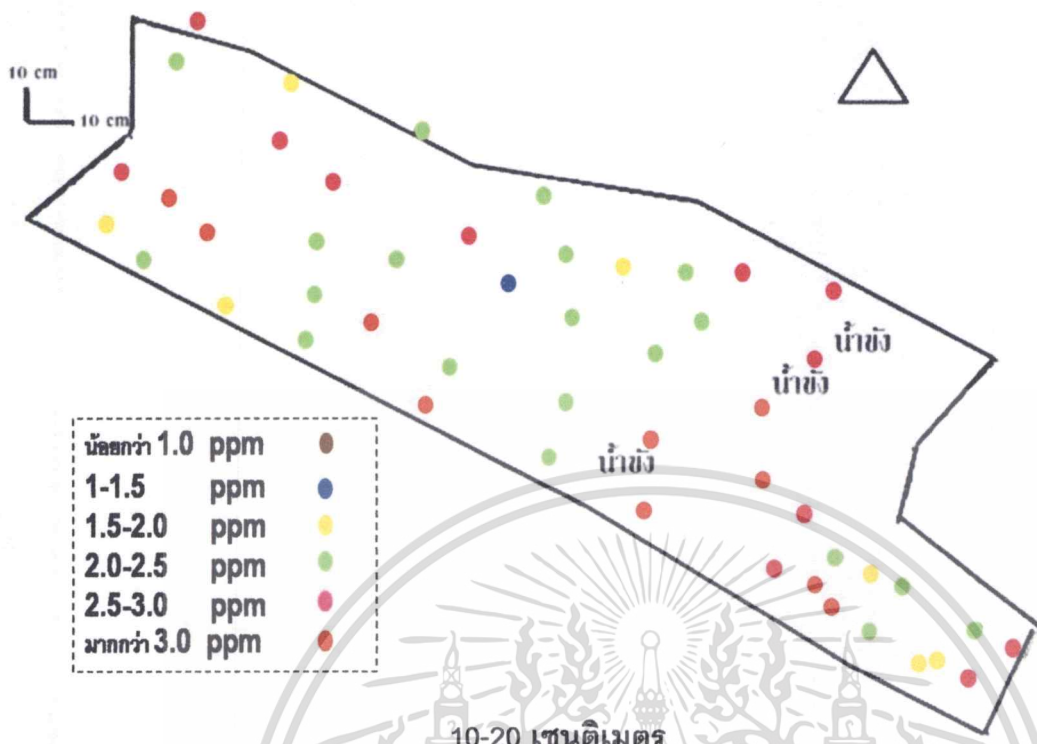 10 cm
10 cm
น้ำขัง
น้ำขัง
น้ำขัง
น้อยกว่า 1.0 ppm
1-1.5 ppm
1.5-2.0 ppm
2.0-2.5 ppm
2.5-3.0 ppm
มากกว่า 3.0 ppm
10-20 เซนติเมตร